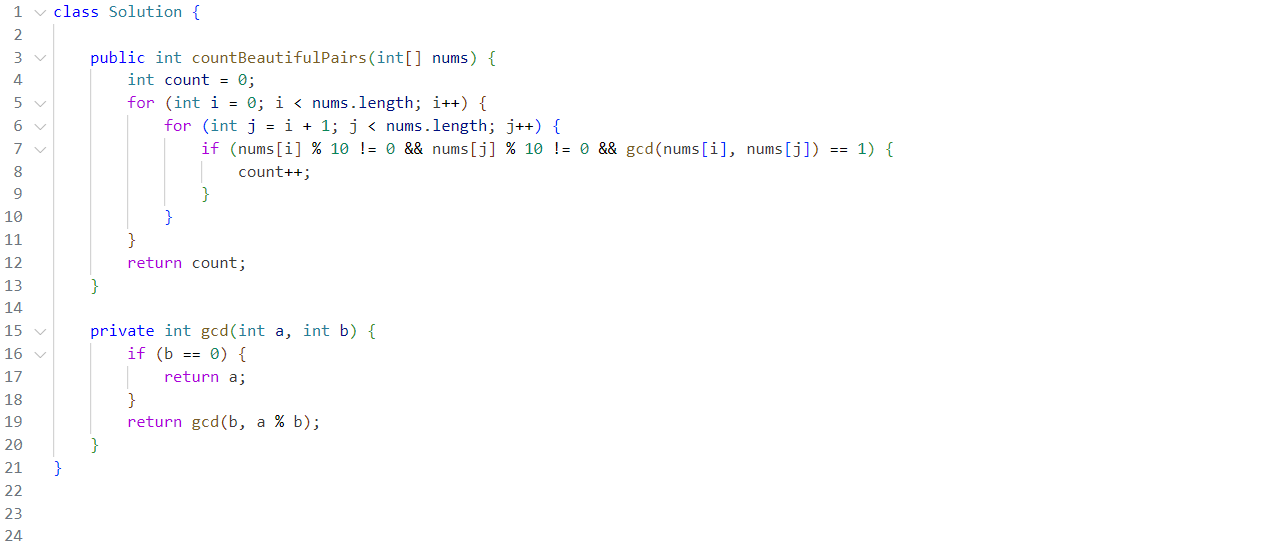 1 class Solution {
2
3 public int countBeautifulPairs(int[] nums) {
4 int count = 0;
5 for (int i = 0; i < nums.length; i++) {
6 for (int j = i + 1; j < nums.length; j++) {
7 if (nums[i] % 10 != 0 && nums[j] % 10 != 0 && gcd(nums[i], nums[j]) == 1) {
8 count++;
9 }
10 }
11 }
12 return count;
13 }
14
15 private int gcd(int a, int b) {
16 if (b == 0) {
17 return a;
18 }
19 return gcd(b, a % b);
20 }
21 }
22
23
24